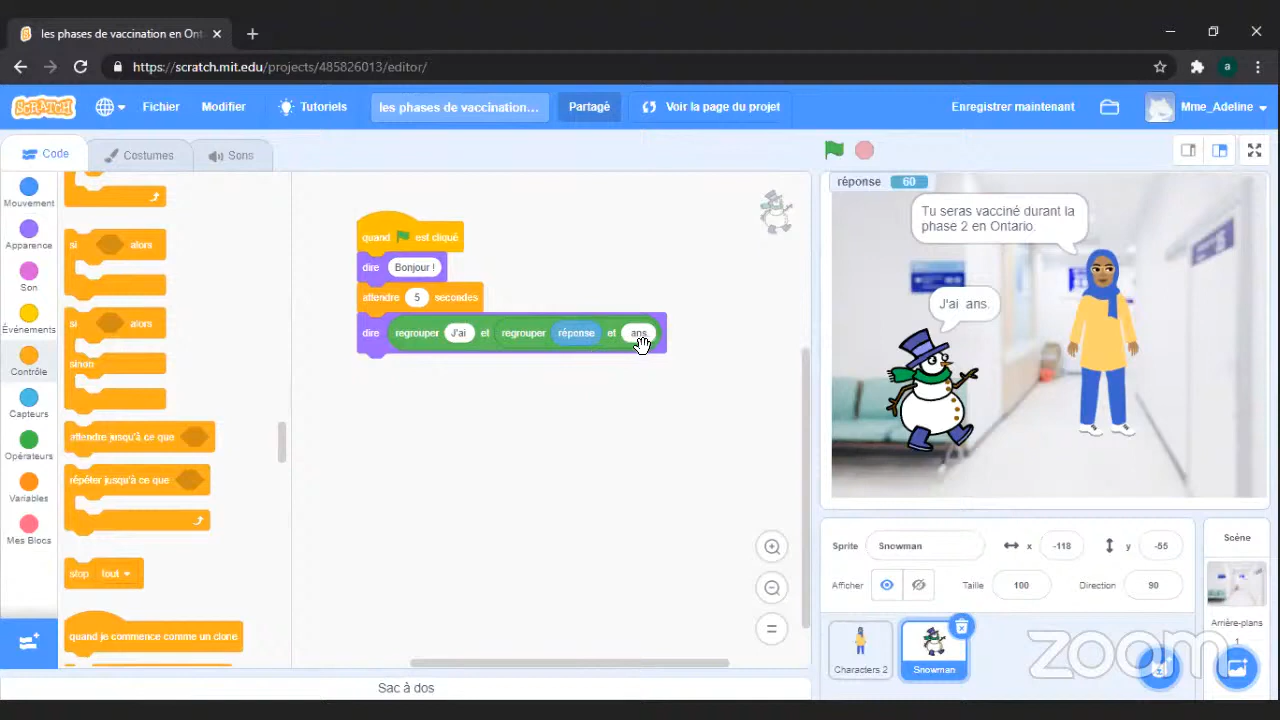 les phases de vaccination en Ont
https://scratch.mit.edu/projects/485826013/editor/
a
SCRATCH
Fichier
Modifier
Tutoriels
les phases de vaccination...
Partagé
Voir la page du projet
Enregistrer maintenant
Mme_Adeline
Code
Costumes
Sons
Mouvement
Apparence
Son
Événements
Contrôle
Capteurs
Opérateurs
Variables
Mes Blocs
si alors
si alors
sinon
attendre jusqu'à ce que
répéter jusqu'à ce que
stop tout
quand je commence comme un clone
quand est cliqué
dire Bonjour !
attendre 5 secondes
dire regrouper J'ai et regrouper réponse et ans.
réponse 60
Tu seras vacciné durant la
phase 2 en Ontario.
J'ai ans.
Sprite Snowman x -118 y -55
Afficher Taille 100 Direction 90
Characters 2
Snowman
Scène
Arrière-plans
1
zoom
Sac à dos